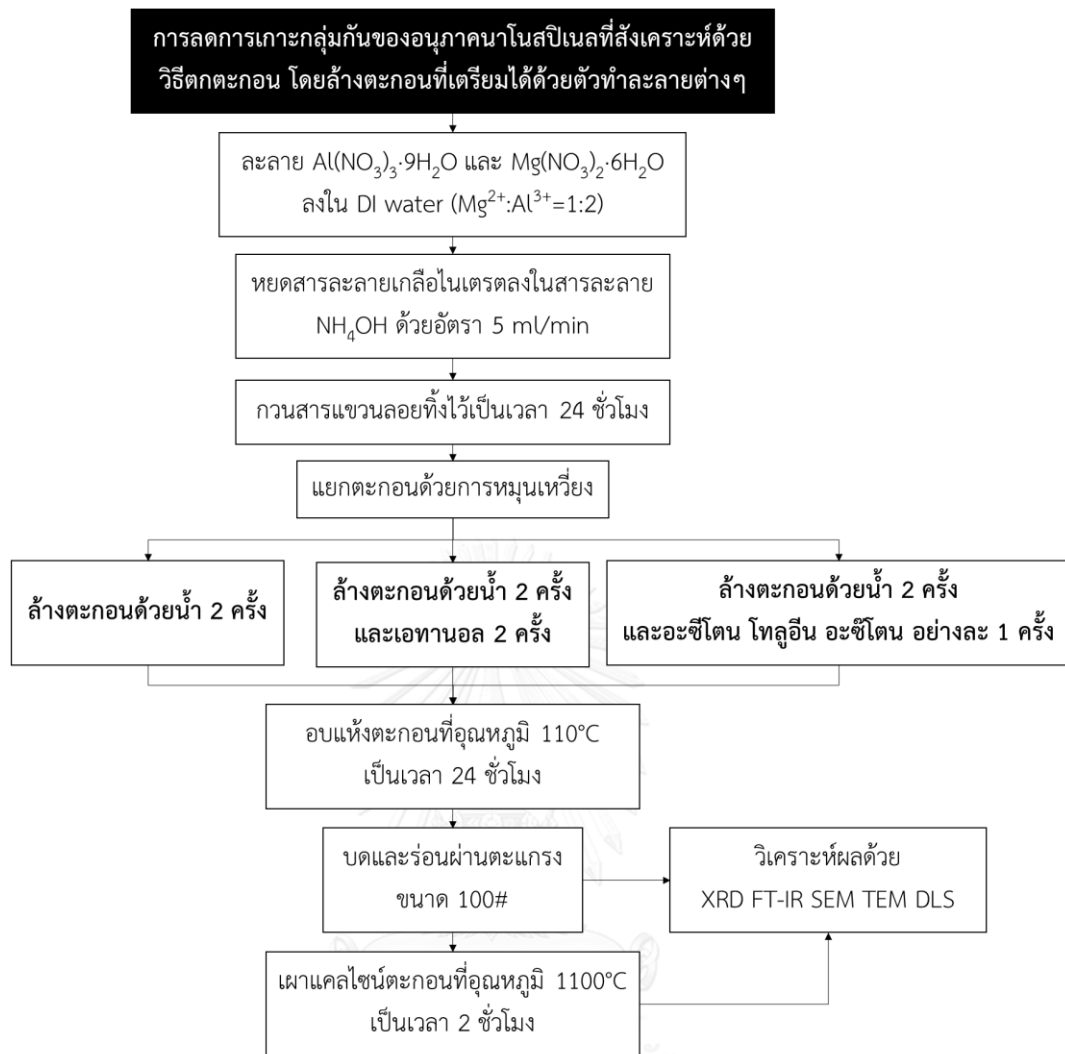 การลดการเกาะกลุ่มกันของอนุภาคนาโนสปิเนลที่สังเคราะห์ด้วย
วิธีตกตะกอน โดยล้างตะกอนที่เตรียมได้ด้วยตัวทำละลายต่างๆ
ละลาย Al(NO₃)₃·9H₂O และ Mg(NO₃)₂·6H₂O
ลงใน DI water (Mg²⁺:Al³⁺=1:2)
หยดสารละลายเกลือไนเตรตลงในสารละลาย
NH₄OH ด้วยอัตรา 5 ml/min
กวนสารแขวนลอยทิ้งไว้เป็นเวลา 24 ชั่วโมง
แยกตะกอนด้วยการหมุนเหวี่ยง
ล้างตะกอนด้วยน้ำ 2 ครั้ง
ล้างตะกอนด้วยน้ำ 2 ครั้ง
และเอทานอล 2 ครั้ง
ล้างตะกอนด้วยน้ำ 2 ครั้ง
และอะซีโตน โทลูอีน อะซิโตน อย่างละ 1 ครั้ง
อบแห้งตะกอนที่อุณหภูมิ 110°C
เป็นเวลา 24 ชั่วโมง
บดและร่อนผ่านตะแกรง
ขนาด 100#
วิเคราะห์ผลด้วย
XRD FT-IR SEM TEM DLS
เผาแคลไซน์ตะกอนที่อุณหภูมิ 1100°C
เป็นเวลา 2 ชั่วโมง